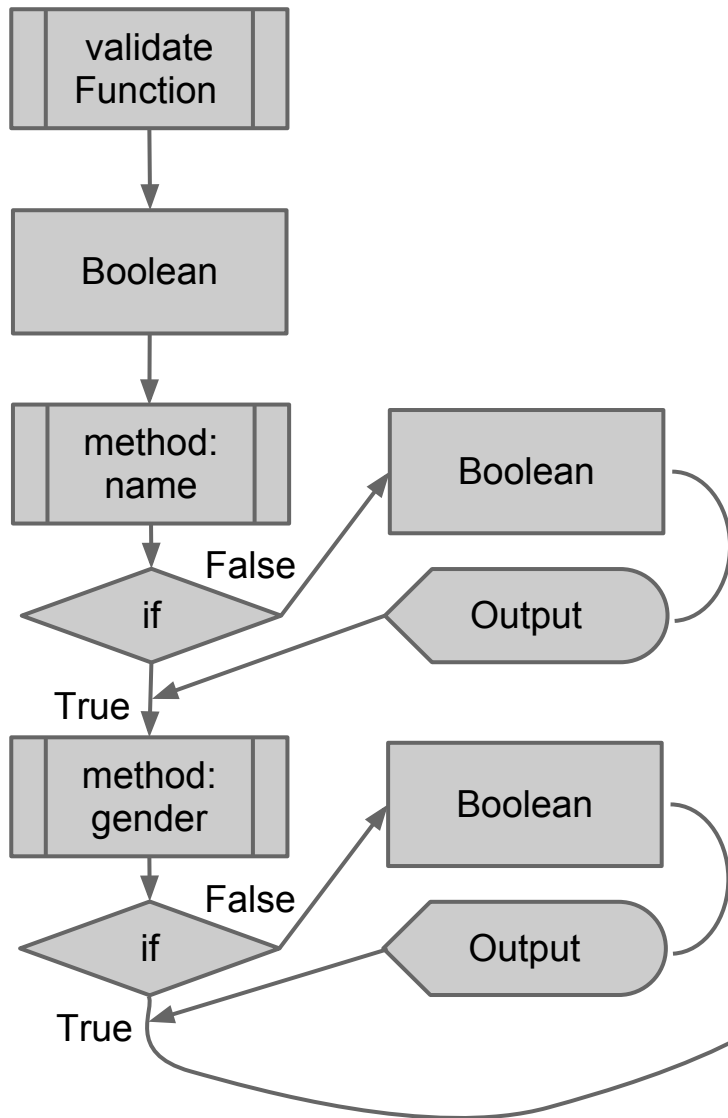 validate
Function
Boolean
method:
name
Boolean
False
if
Output
True
method:
gender
Boolean
False
if
Output
True